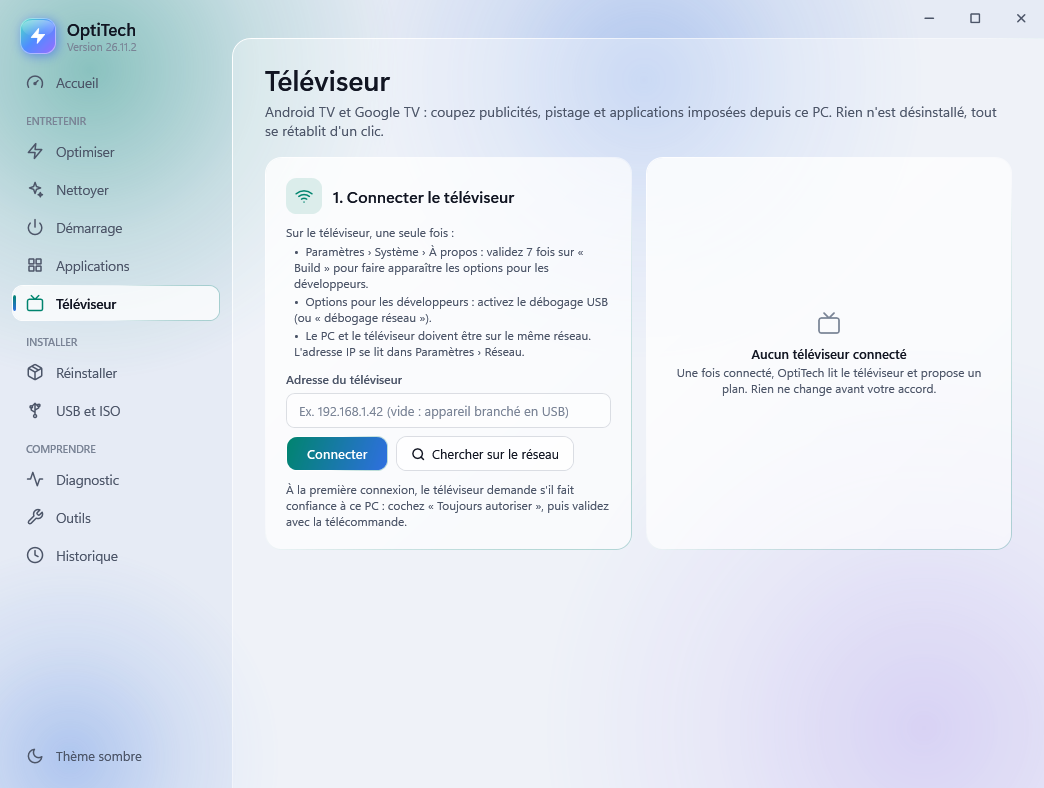 OptiTech
Version 26.11.2
Accueil
ENTRETENIR
Optimiser
Nettoyer
Démarrage
Applications
Téléviseur
INSTALLER
Réinstaller
USB et ISO
COMPRENDRE
Diagnostic
Outils
Historique
Thème sombre
Téléviseur
Android TV et Google TV : coupez publicités, pistage et applications imposées depuis ce PC. Rien n'est désinstallé, tout
se rétablit d'un clic.
1. Connecter le téléviseur
Sur le téléviseur, une seule fois :
• Paramètres › Système › À propos : validez 7 fois sur «
Build » pour faire apparaître les options pour les
développeurs.
• Options pour les développeurs : activez le débogage USB
(ou « débogage réseau »).
• Le PC et le téléviseur doivent être sur le même réseau.
L'adresse IP se lit dans Paramètres › Réseau.
Adresse du téléviseur
Ex. 192.168.1.42 (vide : appareil branché en USB)
Connecter
Chercher sur le réseau
À la première connexion, le téléviseur demande s'il fait
confiance à ce PC : cochez « Toujours autoriser », puis validez
avec la télécommande.
Aucun téléviseur connecté
Une fois connecté, OptiTech lit le téléviseur et propose un
plan. Rien ne change avant votre accord.